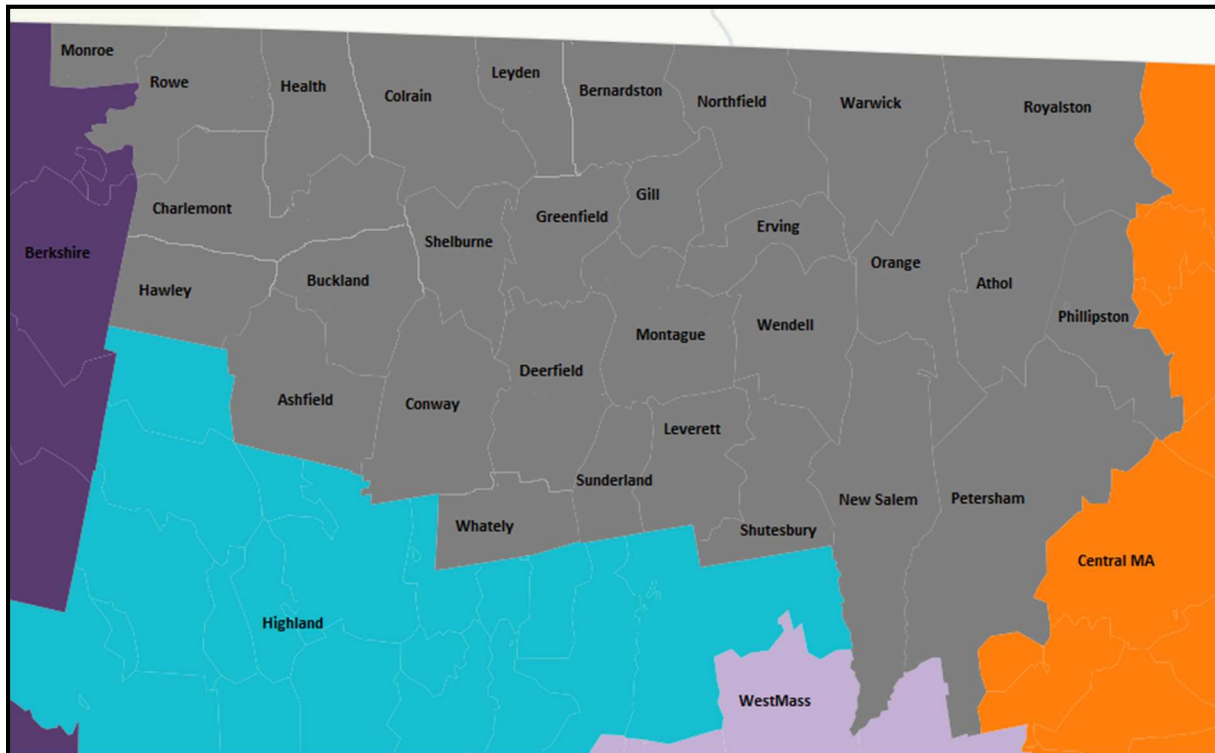 Monroe
Rowe
Health
Colrain
Leyden
Bernardston
Northfield
Warwick
Royalston
Charlemont
Shelburne
Greenfield
Gill
Erving
Berkshire
Hawley
Buckland
Orange
Athol
Phillipston
Montague
Wendell
Deerfield
Ashfield
Conway
Leverett
Sunderland
Whately
Shutesbury
New Salem
Petersham
Central MA
Highland
WestMass